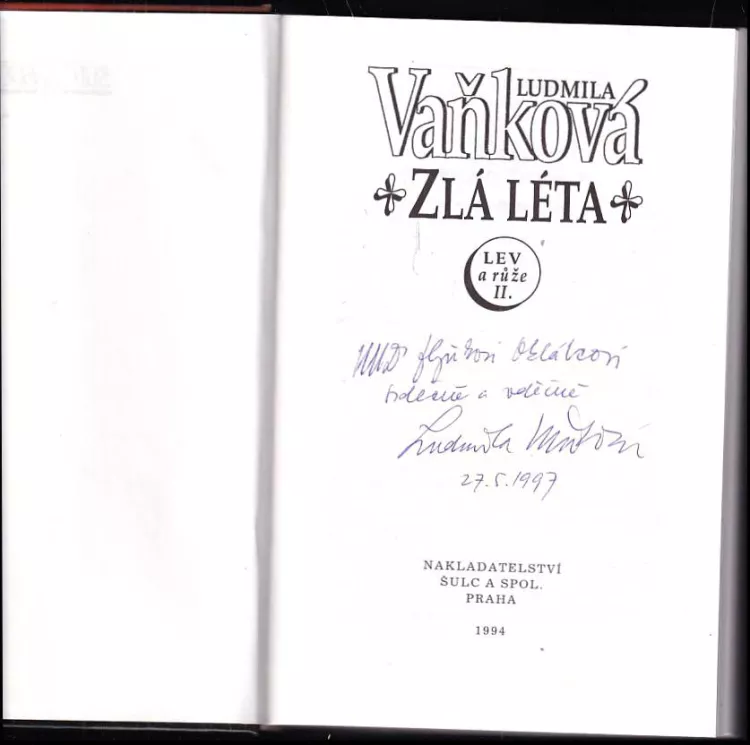 LUDMILA
Vaňková
ZLÁ LÉTA
LEV
a růže
II.
MUDr
srdečně a vděčně
Ludmila Vaňková
27.5.1997
NAKLADATELSTVÍ
ŠULC A SPOL.
PRAHA
1994